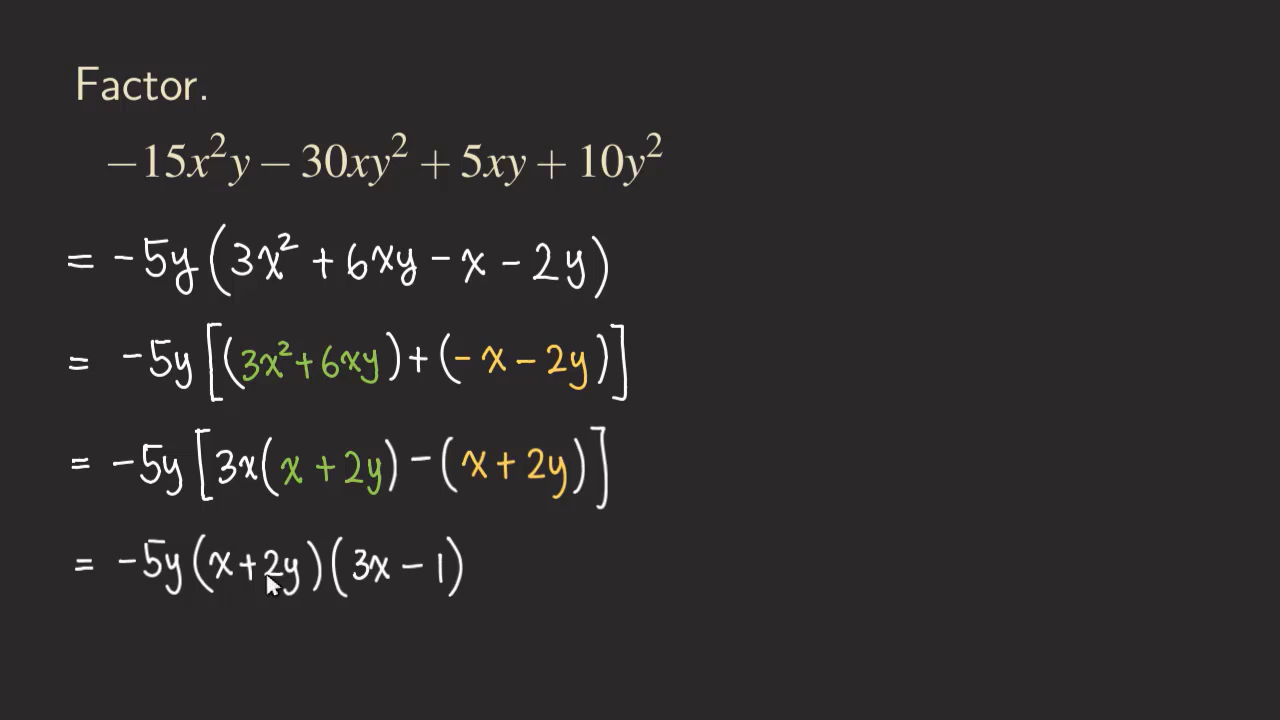 Factor.
−15x²y − 30xy² + 5xy + 10y²
= -5y(3x² + 6xy - x - 2y)
= -5y[(3x²+6xy)+(-x-2y)]
= -5y[3x(x+2y)-(x+2y)]
= -5y(x+2y)(3x-1)